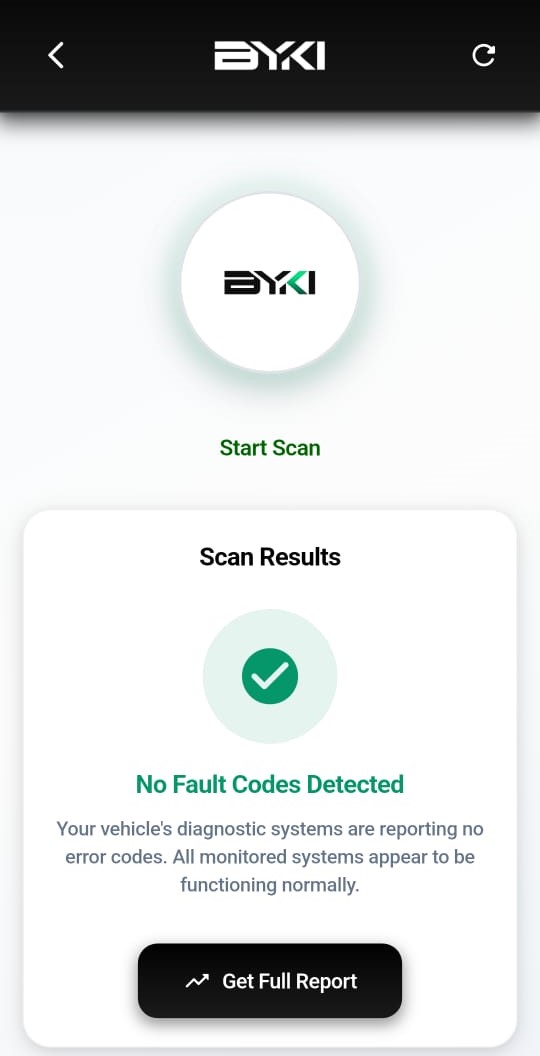 BYKI
BYKI
Start Scan
Scan Results
No Fault Codes Detected
Your vehicle's diagnostic systems are reporting no
error codes. All monitored systems appear to be
functioning normally.
Get Full Report